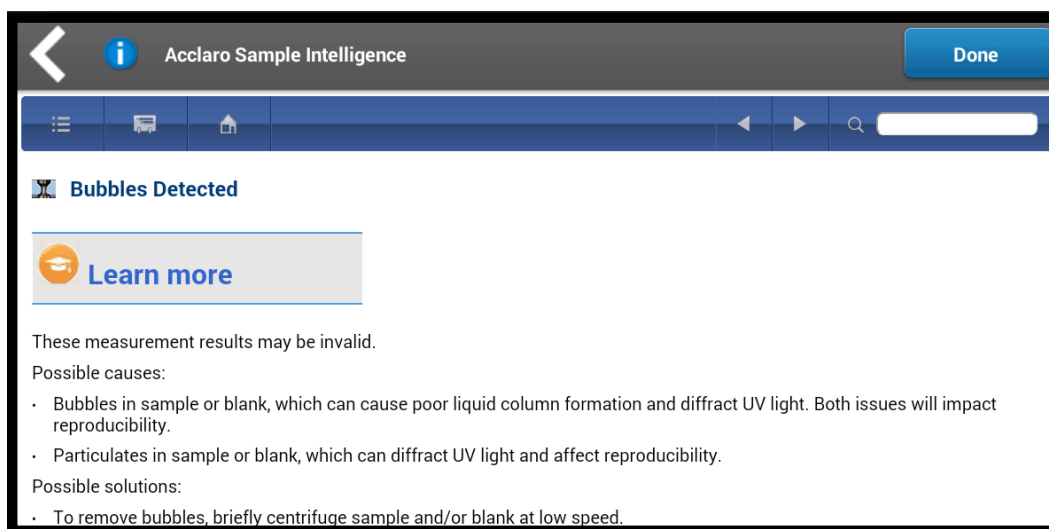 Acclaro Sample Intelligence
Done
Bubbles Detected
Learn more
These measurement results may be invalid.
Possible causes:
· Bubbles in sample or blank, which can cause poor liquid column formation and diffract UV light. Both issues will impact
reproducibility.
· Particulates in sample or blank, which can diffract UV light and affect reproducibility.
Possible solutions:
· To remove bubbles, briefly centrifuge sample and/or blank at low speed.